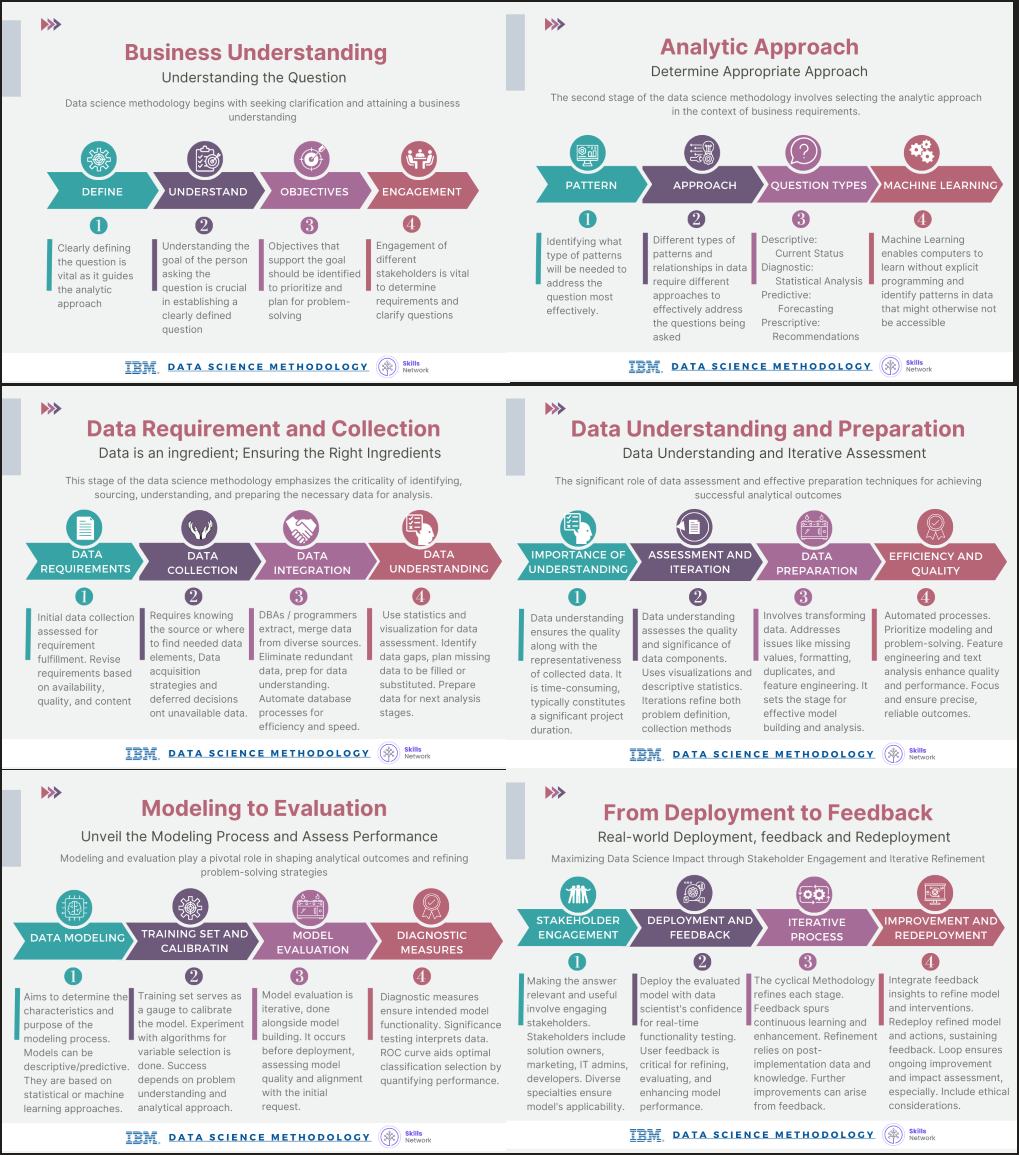 Business Understanding
Understanding the Question
Data science methodology begins with seeking clarification and attaining a business
understanding
DEFINE
UNDERSTAND
OBJECTIVES
ENGAGEMENT
1
Clearly defining
the question is
vital as it guides
the analytic
approach
2
Understanding the
goal of the person
asking the
question is crucial
in establishing a
clearly defined
question
3
Objectives that
support the goal
should be identified
to prioritize and
plan for problem-
solving
4
Engagement of
different
stakeholders is vital
to determine
requirements and
clarify questions
IBM. DATA SCIENCE METHODOLOGY Skills
Network
Analytic Approach
Determine Appropriate Approach
The second stage of the data science methodology involves selecting the analytic approach
in the context of business requirements.
PATTERN
APPROACH
QUESTION TYPES
MACHINE LEARNING
1
Identifying what
type of patterns
will be needed to
address the
question most
effectively.
2
Different types of
patterns and
relationships in data
require different
approaches to
effectively address
the questions being
asked
3
Descriptive:
Current Status
Diagnostic:
Statistical Analysis
Predictive:
Forecasting
Prescriptive:
Recommendations
4
Machine Learning
enables computers to
learn without explicit
programming and
identify patterns in data
that might otherwise not
be accessible
IBM. DATA SCIENCE METHODOLOGY Skills
Network
Data Requirement and Collection
Data is an ingredient; Ensuring the Right Ingredients
This stage of the data science methodology emphasizes the criticality of identifying,
sourcing, understanding, and preparing the necessary data for analysis.
DATA
REQUIREMENTS
DATA
COLLECTION
DATA
INTEGRATION
DATA
UNDERSTANDING
1
Initial data collection
assessed for
requirement
fulfillment. Revise
requirements based
on availability,
quality, and content
2
Requires knowing
the source or where
to find needed data
elements, Data
acquisition
strategies and
deferred decisions
ont unavailable data.
3
DBAs / programmers
extract, merge data
from diverse sources.
Eliminate redundant
data, prep for data
understanding.
Automate database
processes for
efficiency and speed.
4
Use statistics and
visualization for data
assessment. Identify
data gaps, plan missing
data to be filled or
substituted. Prepare
data for next analysis
stages.
IBM. DATA SCIENCE METHODOLOGY Skills
Network
Data Understanding and Preparation
Data Understanding and Iterative Assessment
The significant role of data assessment and effective preparation techniques for achieving
successful analytical outcomes
IMPORTANCE OF
UNDERSTANDING
ASSESSMENT AND
ITERATION
DATA
PREPARATION
EFFICIENCY AND
QUALITY
1
Data understanding
ensures the quality
along with the
representativeness
of collected data. It
is time-consuming,
typically constitutes
a significant project
duration.
2
Data understanding
assesses the quality
and significance of
data components.
Uses visualizations and
descriptive statistics.
Iterations refine both
problem definition,
collection methods
3
Involves transforming
data. Addresses
issues like missing
values, formatting,
duplicates, and
feature engineering. It
sets the stage for
effective model
building and analysis.
4
Automated processes.
Prioritize modeling and
problem-solving. Feature
engineering and text
analysis enhance quality
and performance. Focus
and ensure precise,
reliable outcomes.
IBM. DATA SCIENCE METHODOLOGY Skills
Network
Modeling to Evaluation
Unveil the Modeling Process and Assess Performance
Modeling and evaluation play a pivotal role in shaping analytical outcomes and refining
problem-solving strategies
DATA MODELING
TRAINING SET AND
CALIBRATIN
MODEL
EVALUATION
DIAGNOSTIC
MEASURES
1
Aims to determine the
characteristics and
purpose of the
modeling process.
Models can be
descriptive/predictive.
They are based on
statistical or machine
learning approaches.
2
Training set serves as
a gauge to calibrate
the model. Experiment
with algorithms for
variable selection is
done. Success
depends on problem
understanding and
analytical approach.
3
Model evaluation is
iterative, done
alongside model
building. It occurs
before deployment,
assessing model
quality and alignment
with the initial
request.
4
Diagnostic measures
ensure intended model
functionality. Significance
testing interprets data.
ROC curve aids optimal
classification selection by
quantifying performance.
IBM. DATA SCIENCE METHODOLOGY Skills
Network
From Deployment to Feedback
Real-world Deployment, feedback and Redeployment
Maximizing Data Science Impact through Stakeholder Engagement and Iterative Refinement
STAKEHOLDER
ENGAGEMENT
DEPLOYMENT AND
FEEDBACK
ITERATIVE
PROCESS
IMPROVEMENT AND
REDEPLOYMENT
1
Making the answer
relevant and useful
involve engaging
stakeholders.
Stakeholders include
solution owners,
marketing, IT admins,
developers. Diverse
specialties ensure
model's applicability.
2
Deploy the evaluated
model with data
scientist's confidence
for real-time
functionality testing.
User feedback is
critical for refining,
evaluating, and
enhancing model
performance.
3
The cyclical Methodology
refines each stage.
Feedback spurs
continuous learning and
enhancement. Refinement
relies on post-
implementation data and
knowledge. Further
improvements can arise
from feedback.
4
Integrate feedback
insights to refine model
and interventions.
Redeploy refined model
and actions, sustaining
feedback. Loop ensures
ongoing improvement
and impact assessment,
especially. Include ethical
considerations.
IBM. DATA SCIENCE METHODOLOGY Skills
Network